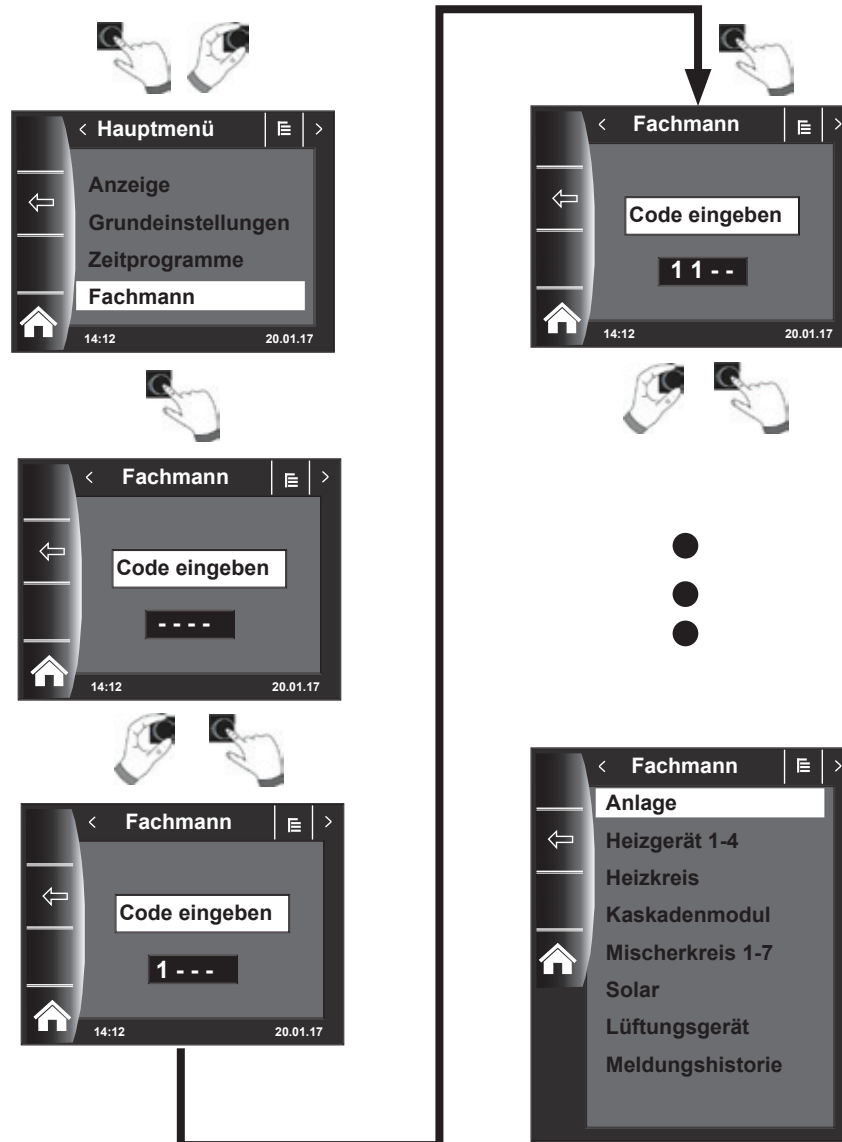 < Hauptmenü >
Anzeige
Grundeinstellungen
Zeitprogramme
Fachmann
14:12 20.01.17
< Fachmann >
Code eingeben
- - - -
14:12 20.01.17
< Fachmann >
Code eingeben
1 - - -
14:12 20.01.17
< Fachmann >
Code eingeben
1 1 - -
14:12 20.01.17
< Fachmann >
Anlage
Heizgerät 1-4
Heizkreis
Kaskadenmodul
Mischerkreis 1-7
Solar
Lüftungsgerät
Meldungshistorie